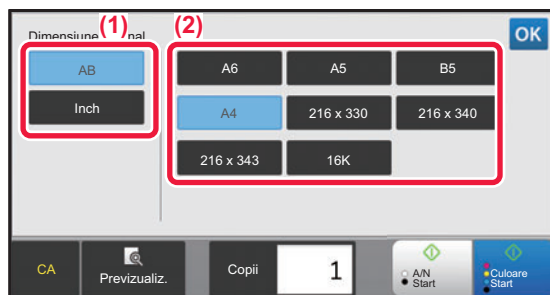 (1)
(2)
Dimensiune
OK
AB
Inch
A6
A5
B5
A4
216 x 330
216 x 340
216 x 343
16K
CA
Previzualiz.
Copii
1
A/N
Start
Culoare
Start